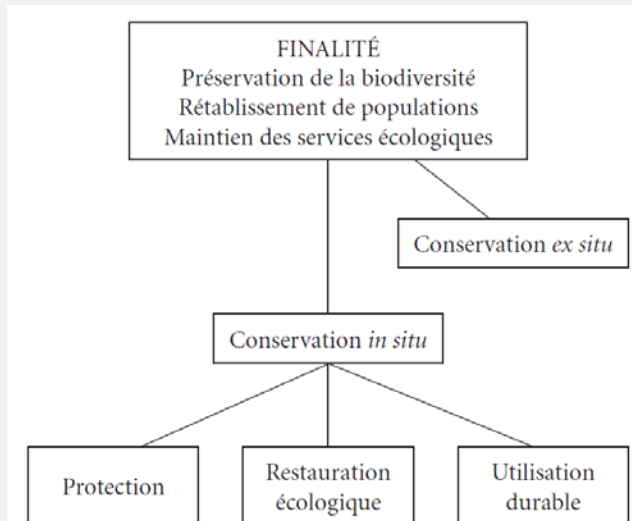 FINALITÉ
Préservation de la biodiversité
Rétablissement de populations
Maintien des services écologiques
Conservation ex situ
Conservation in situ
Protection
Restauration
écologique
Utilisation
durable